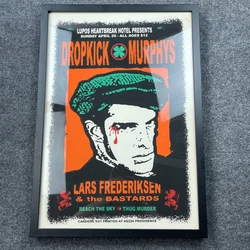 LUPOS HEARTBREAK HOTEL PRESENTS
SUNDAY APRIL 29 - ALL AGES $12
DROPKICK MURPHYS
LARS FREDERIKSEN
& the BASTARDS
REACH THE SKY THUG MURDER